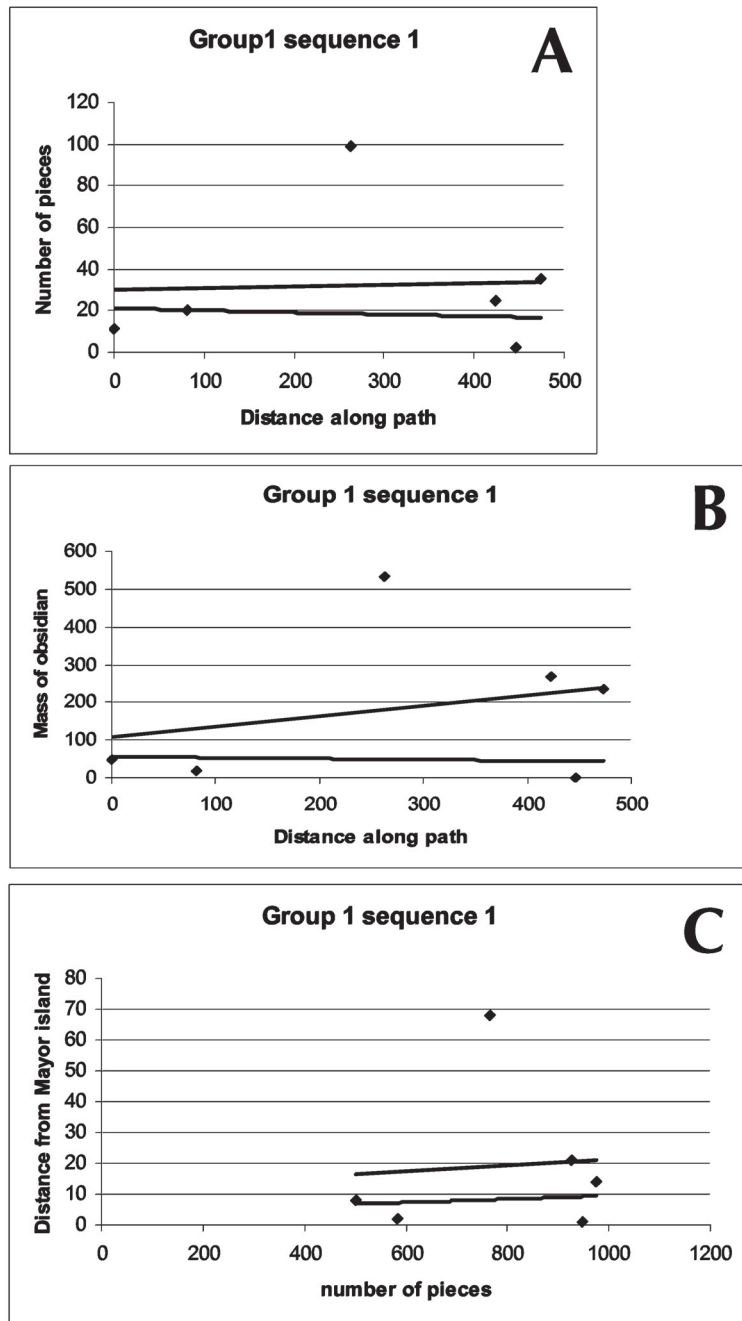 Group1 sequence 1
A
120
100
80
60
40
20
0
Number of pieces
0 100 200 300 400 500
Distance along path
Group 1 sequence 1
B
600
500
400
300
200
100
0
Mass of obsidian
0 100 200 300 400 500
Distance along path
Group 1 sequence 1
C
80
70
60
50
40
30
20
10
0
Distance from Mayor island
0 200 400 600 800 1000 1200
number of pieces